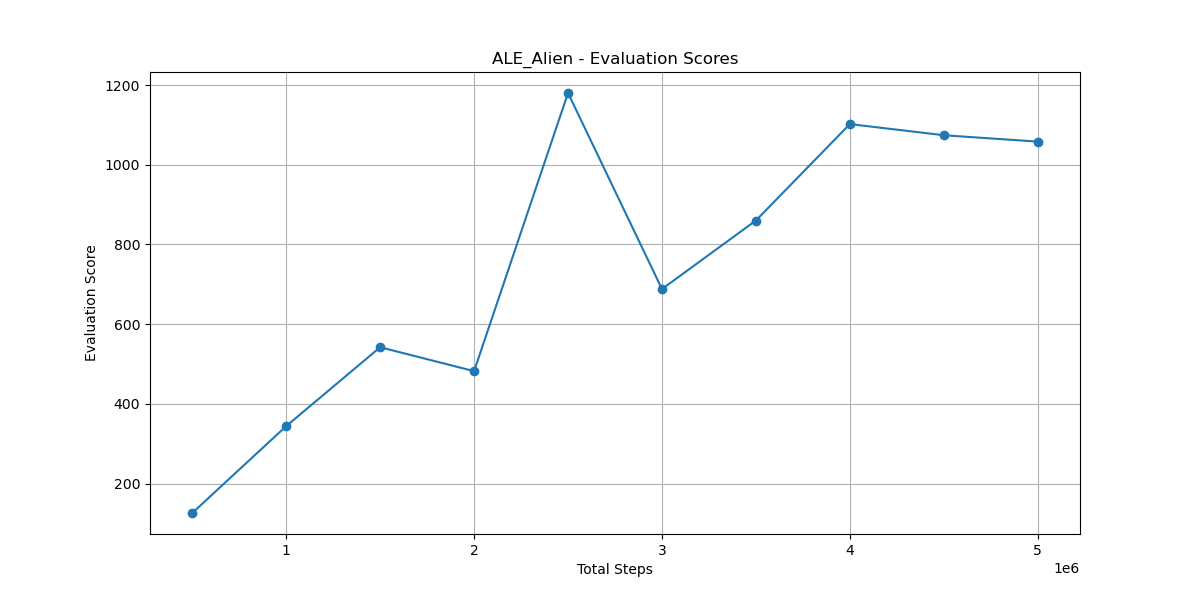 ALE_Alien - Evaluation Scores
1200
1000
800
600
400
200
Evaluation Score
1 2 3 4 5
Total Steps
1e6